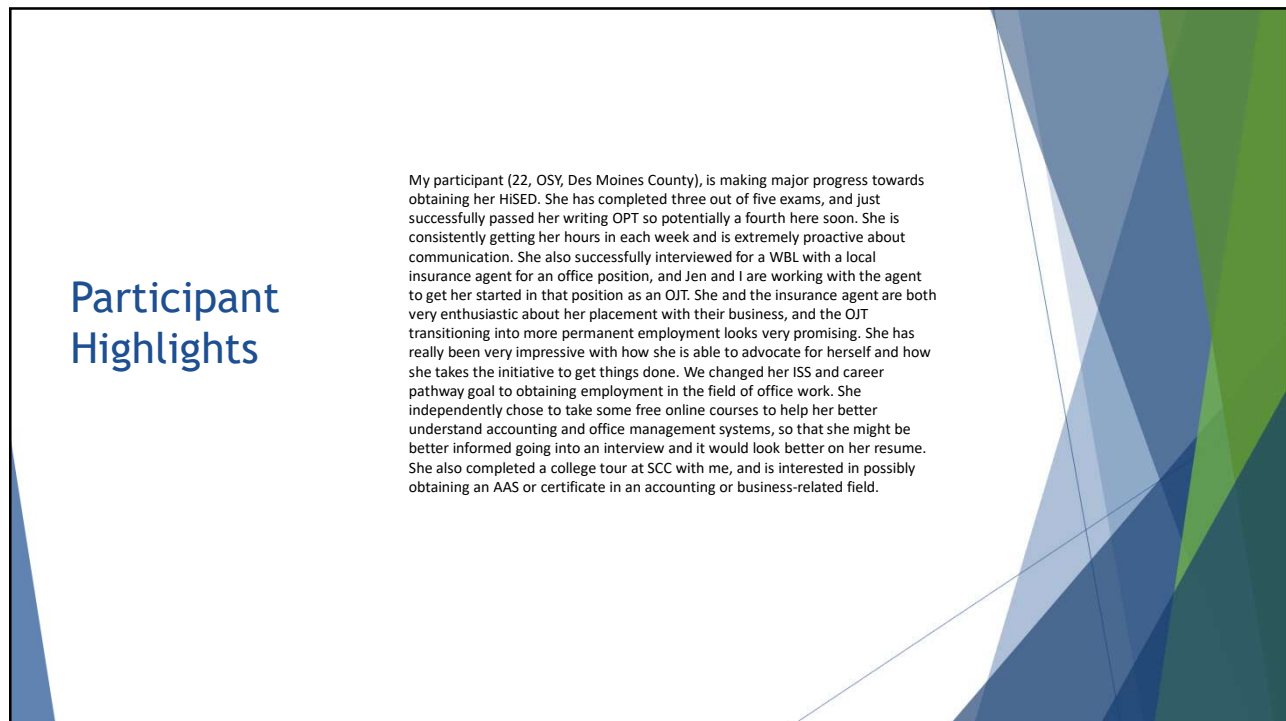 Participant
Highlights
My participant (22, OSY, Des Moines County), is making major progress towards
obtaining her HiSED. She has completed three out of five exams, and just
successfully passed her writing OPT so potentially a fourth here soon. She is
consistently getting her hours in each week and is extremely proactive about
communication. She also successfully interviewed for a WBL with a local
insurance agent for an office position, and Jen and I are working with the agent
to get her started in that position as an OJT. She and the insurance agent are both
very enthusiastic about her placement with their business, and the OJT
transitioning into more permanent employment looks very promising. She has
really been very impressive with how she is able to advocate for herself and how
she takes the initiative to get things done. We changed her ISS and career
pathway goal to obtaining employment in the field of office work. She
independently chose to take some free online courses to help her better
understand accounting and office management systems, so that she might be
better informed going into an interview and it would look better on her resume.
She also completed a college tour at SCC with me, and is interested in possibly
obtaining an AAS or certificate in an accounting or business-related field.